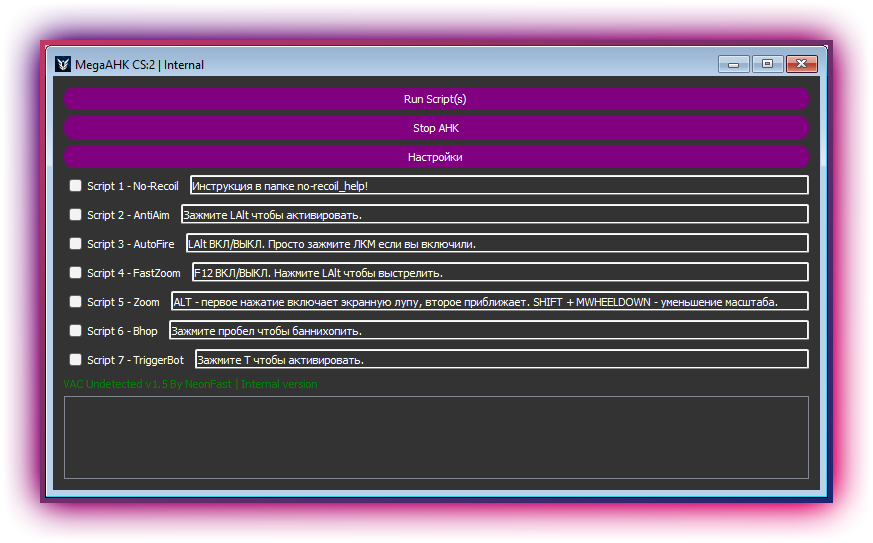 MegaAHK CS:2 | Internal
Run Script(s)
Stop AHK
Настройки
Script 1 - No-Recoil Инструкция в папке no-recoil_help!
Script 2 - AntiAim Зажмите LAlt чтобы активировать.
Script 3 - AutoFire LAlt ВКЛ/ВЫКЛ. Просто зажмите ЛКМ если вы включили.
Script 4 - FastZoom F12 ВКЛ/ВЫКЛ. Нажмите LAlt чтобы выстрелить.
Script 5 - Zoom ALT - первое нажатие включает экранную лупу, второе приближает. SHIFT + MWHEELDOWN - уменьшение масштаба.
Script 6 - Bhop Зажмите пробел чтобы баннихопить.
Script 7 - TriggerBot Зажмите T чтобы активировать.
VAC Undetected v1.5 By NeonFast | Internal version